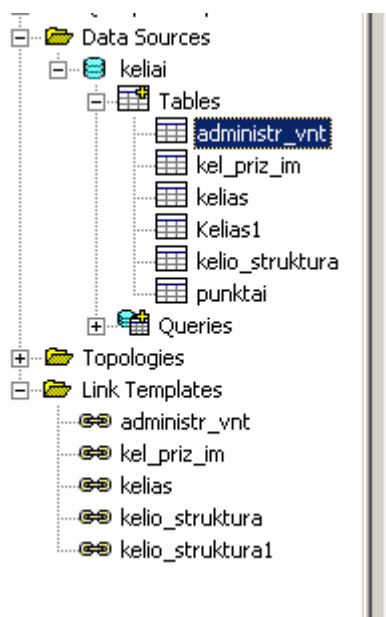 Data Sources
keliai
Tables
administr_vnt
kel_priz_im
kelias
Kelias1
kelio_struktura
punktai
Queries
Topologies
Link Templates
administr_vnt
kel_priz_im
kelias
kelio_struktura
kelio_struktura1